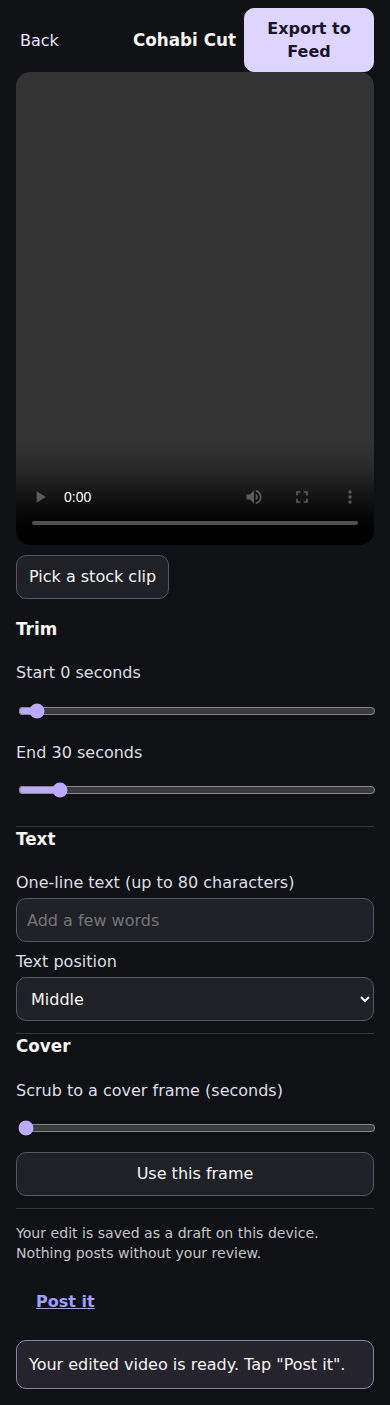 Back
Cohabi Cut
Export to
Feed
0:00
Pick a stock clip
Trim
Start 0 seconds
End 30 seconds
Text
One-line text (up to 80 characters)
Add a few words
Text position
Middle
Cover
Scrub to a cover frame (seconds)
Use this frame
Your edit is saved as a draft on this device.
Nothing posts without your review.
Post it
Your edited video is ready. Tap "Post it".